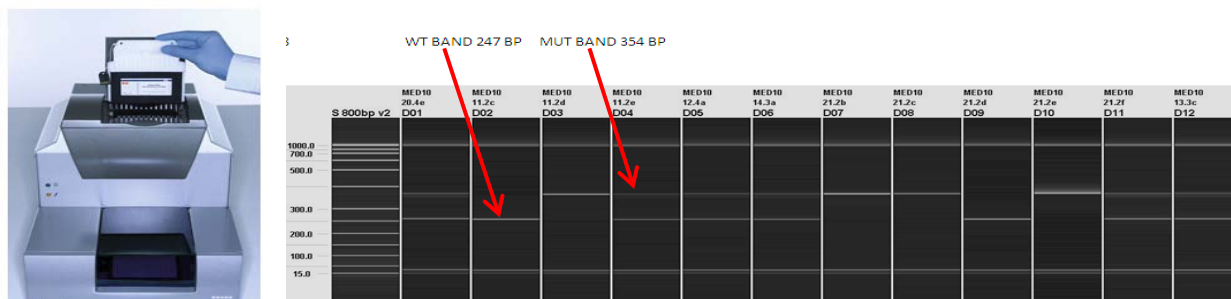 WT BAND 247 BP MUT BAND 354 BP
MED10 MED10 MED10 MED10 MED10 MED10 MED10 MED10 MED10 MED10 MED10 MED10
20.4e 11.2c 11.2d 11.2e 12.4a 14.3a 21.2b 21.2c 21.2d 21.2e 21.2f 13.3c
S 800bp v2 D01 D02 D03 D04 D05 D06 D07 D08 D09 D10 D11 D12
1000.0
700.0
500.0
300.0
200.0
100.0
15.0